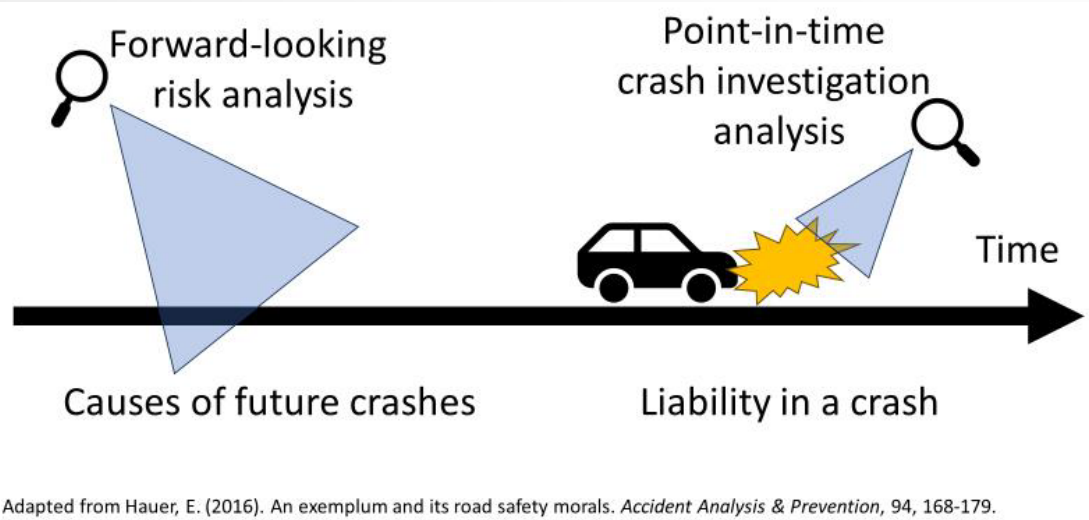 Forward-looking
risk analysis
Point-in-time
crash investigation
analysis
Time
Causes of future crashes
Liability in a crash
Adapted from Hauer, E. (2016). An exemplum and its road safety morals. Accident Analysis & Prevention, 94, 168-179.